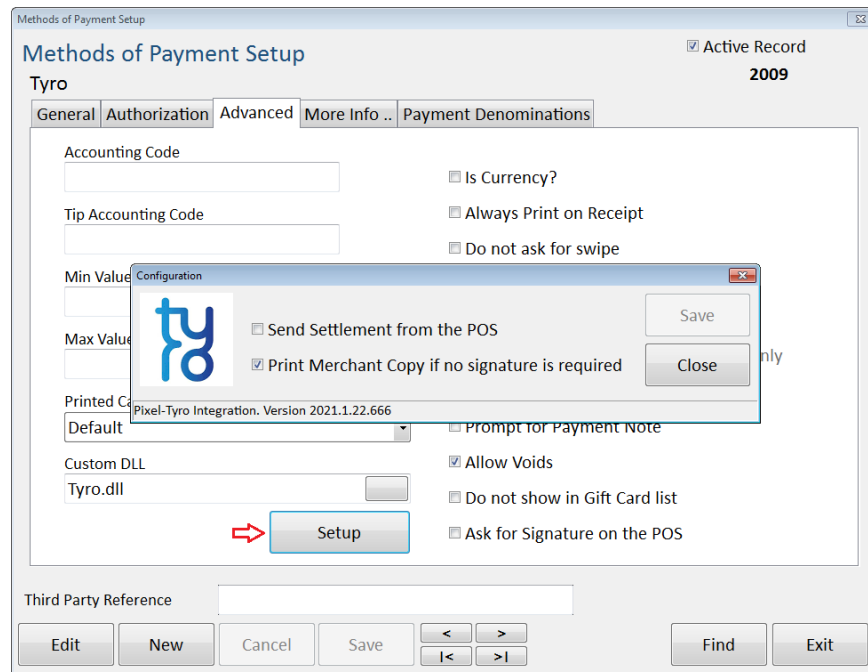 Methods of Payment Setup
Methods of Payment Setup
Active Record
2009
Tyro
General Authorization Advanced More Info .. Payment Denominations
Accounting Code
Is Currency?
Tip Accounting Code
Always Print on Receipt
Do not ask for swipe
Min Value
Configuration
tyro
Send Settlement from the POS
Save
Print Merchant Copy if no signature is required
Close
Max Value
Pixel-Tyro Integration. Version 2021.1.22.666
Printed
Default
Prompt for Payment Note
Custom DLL
Allow Voids
Tyro.dll
Do not show in Gift Card list
Setup
Ask for Signature on the POS
Third Party Reference
Edit New Cancel Save < > Find Exit
|< >|